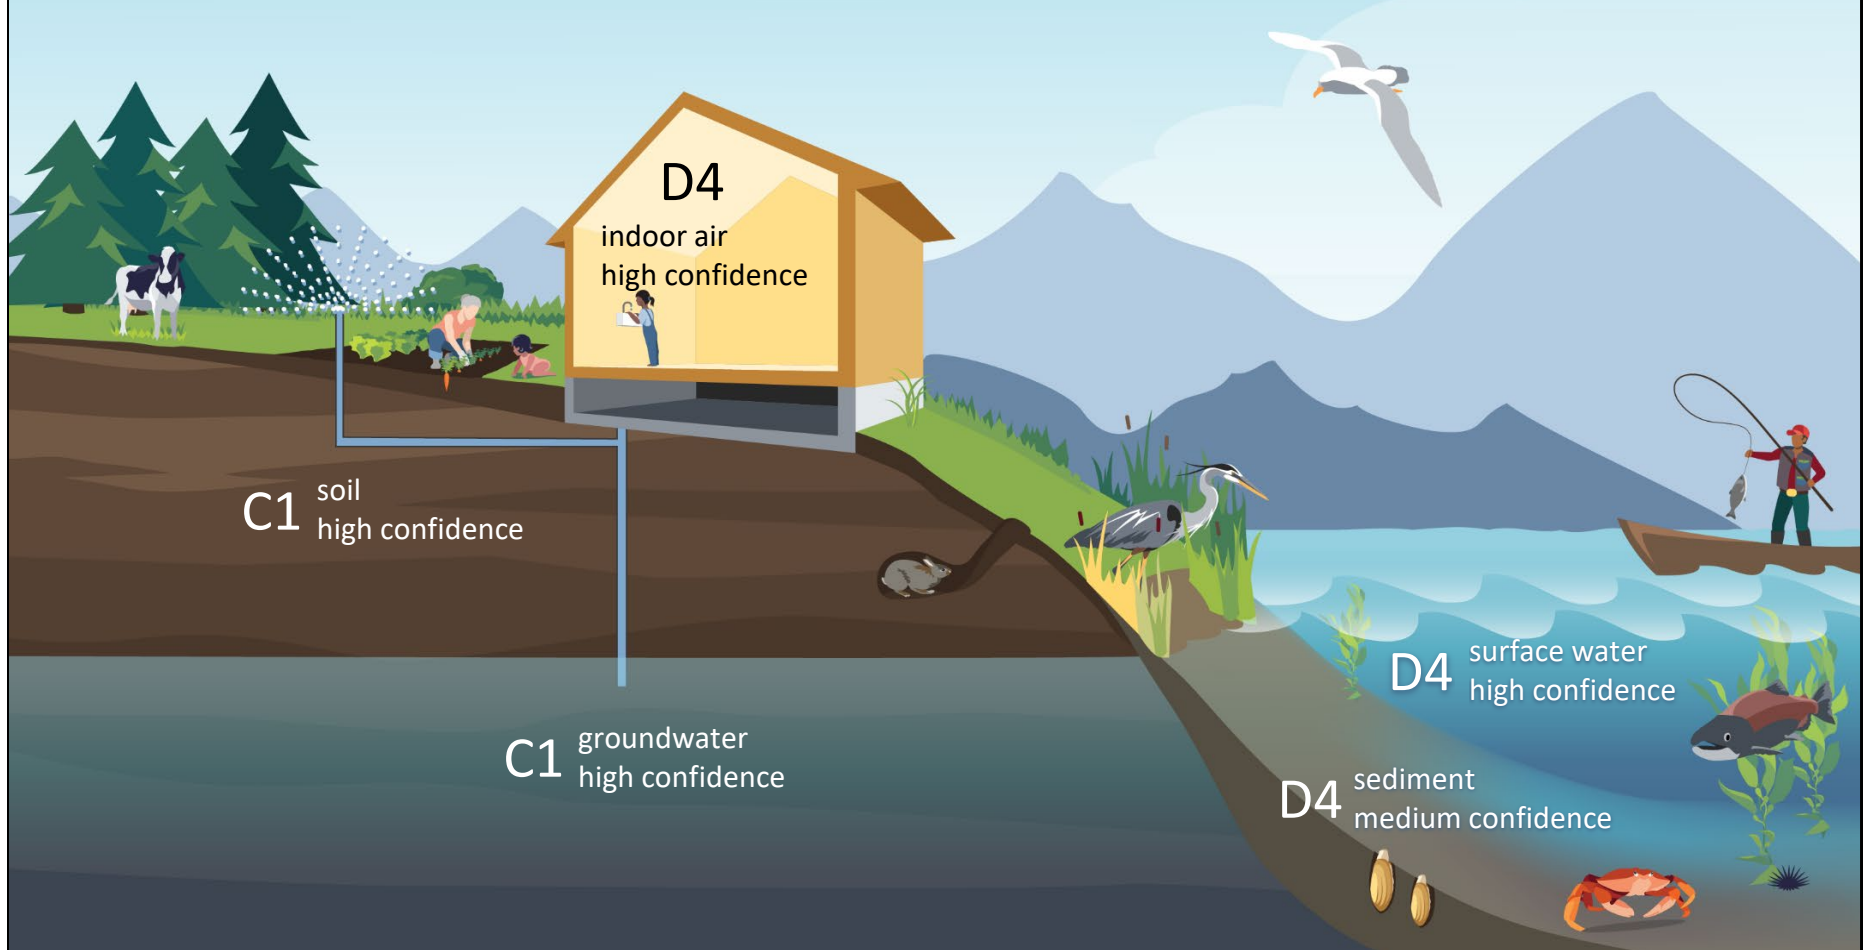 D4
indoor air
high confidence
C1
soil
high confidence
D4
surface water
high confidence
C1
groundwater
high confidence
D4
sediment
medium confidence